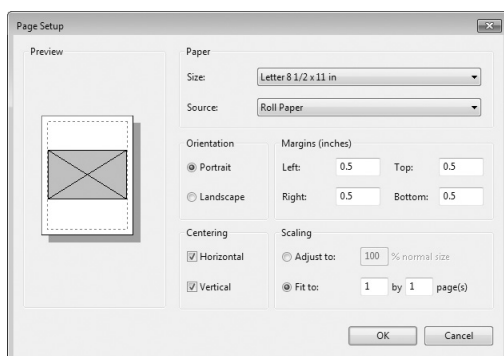 Page Setup
Preview
Paper
Size: Letter 8 1/2 x 11 in
Source: Roll Paper
Orientation
Portrait
Landscape
Margins (inches)
Left: 0.5 Top: 0.5
Right: 0.5 Bottom: 0.5
Centering
Horizontal
Vertical
Scaling
Adjust to: 100 % normal size
Fit to: 1 by 1 page(s)
OK Cancel